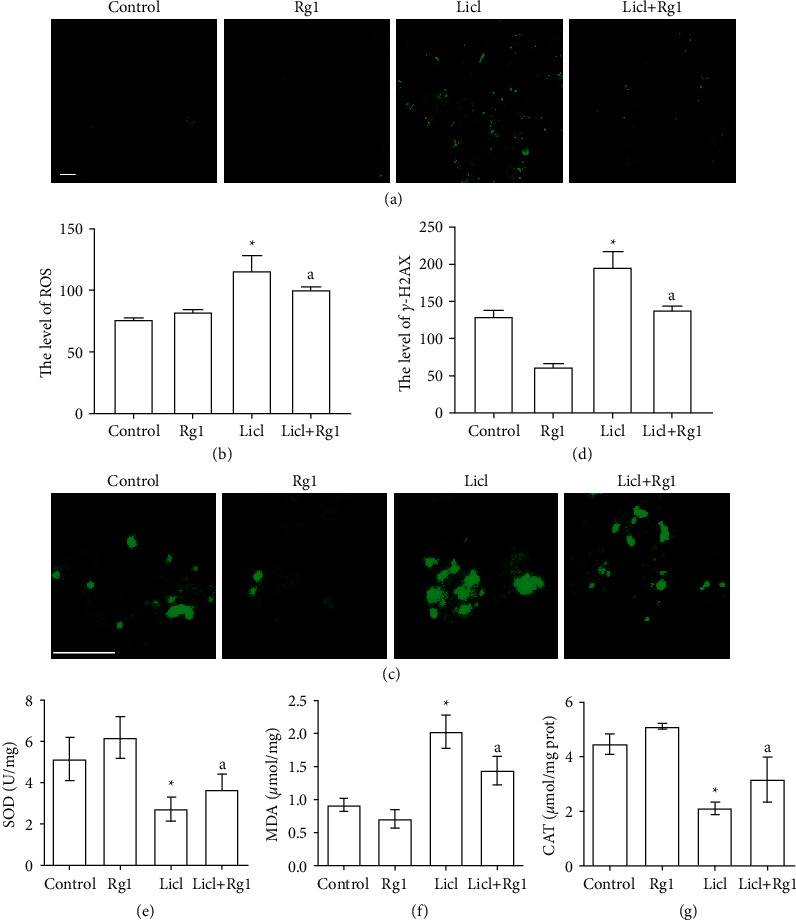 Control Rg1 Licl Licl+Rg1
(a)
The level of ROS
150
100
50
0
*
a
Control Rg1 Licl Licl+Rg1
(b)
The level of γ-H2AX
250
200
150
100
50
0
*
a
Control Rg1 Licl Licl+Rg1
(d)
Control Rg1 Licl Licl+Rg1
(c)
SOD (U/mg)
8
6
4
2
0
*
a
Control Rg1 Licl Licl+Rg1
(e)
MDA (μmol/mg)
2.5
2.0
1.5
1.0
0.5
0.0
*
a
Control Rg1 Licl Licl+Rg1
(f)
CAT (μmol/mg prot)
6
4
2
0
*
a
Control Rg1 Licl Licl+Rg1
(g)